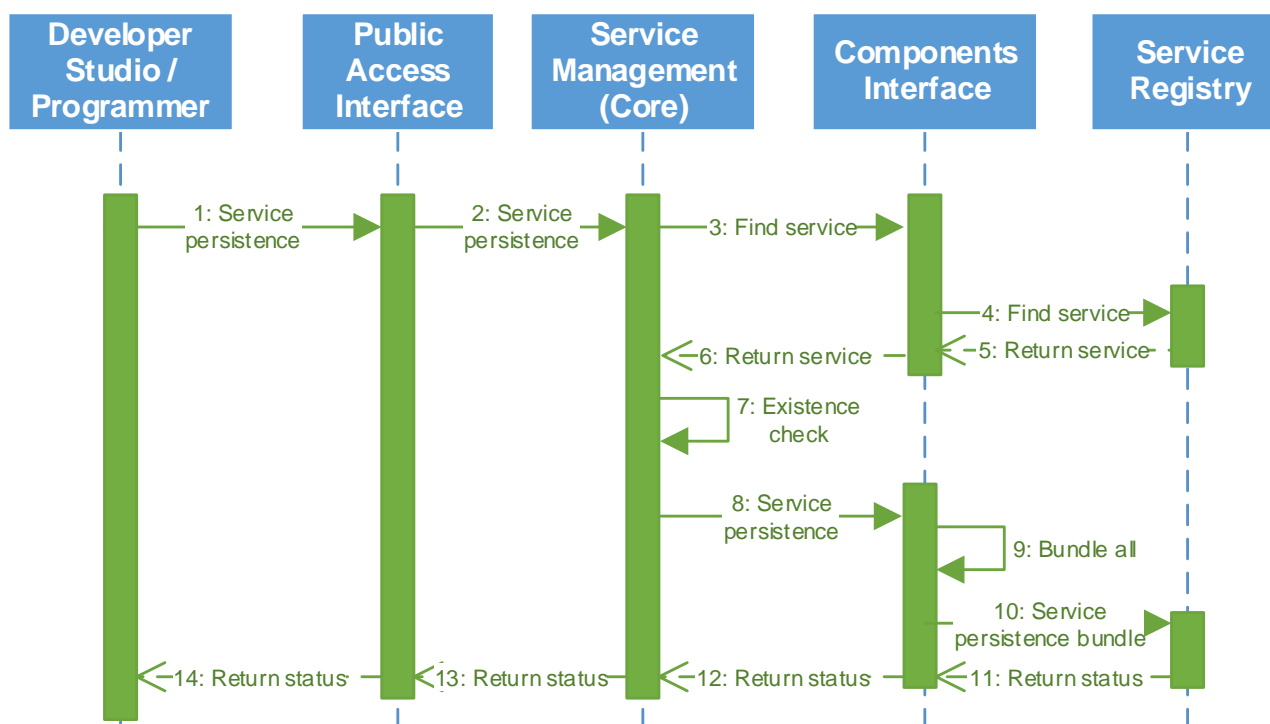 Developer
Studio /
Programmer
Public
Access
Interface
Service
Management
(Core)
Components
Interface
Service
Registry
1: Service
persistence
2: Service
persistence
3: Find service
4: Find service
5: Return service
6: Return service
7: Existence
check
8: Service
persistence
9: Bundle all
10: Service
persistence bundle
14: Return status
13: Return status
12: Return status
11: Return status